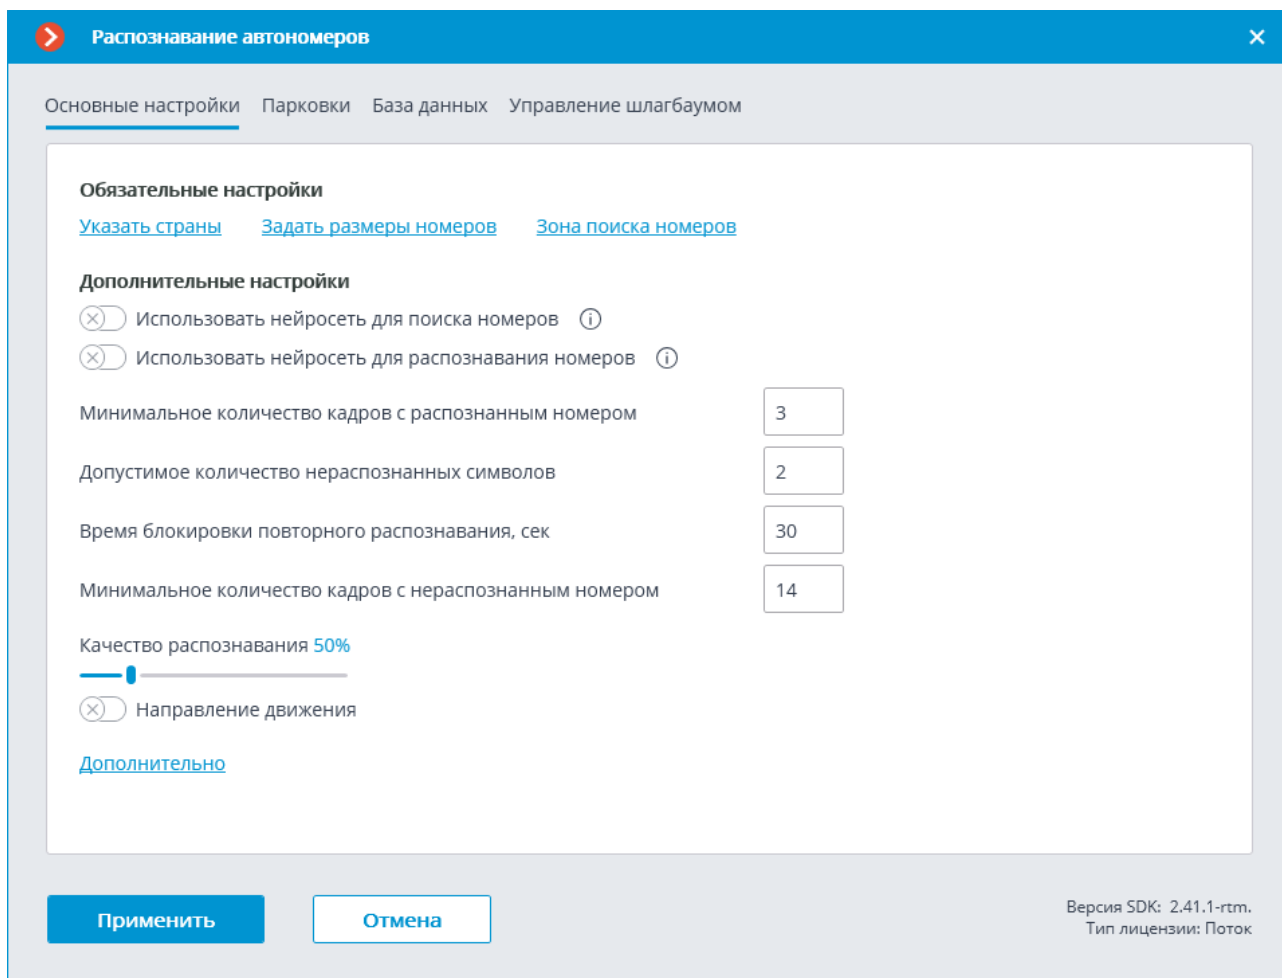 Распознавание автономеров
Основные настройки Парковки База данных Управление шлагбаумом
Обязательные настройки
Указать страны Задать размеры номеров Зона поиска номеров
Дополнительные настройки
Использовать нейросеть для поиска номеров
Использовать нейросеть для распознавания номеров
Минимальное количество кадров с распознанным номером 3
Допустимое количество нераспознанных символов 2
Время блокировки повторного распознавания, сек 30
Минимальное количество кадров с нераспознанным номером 14
Качество распознавания 50%
Направление движения
Дополнительно
Применить Отмена
Версия SDK: 2.41.1-rtm.
Тип лицензии: Поток